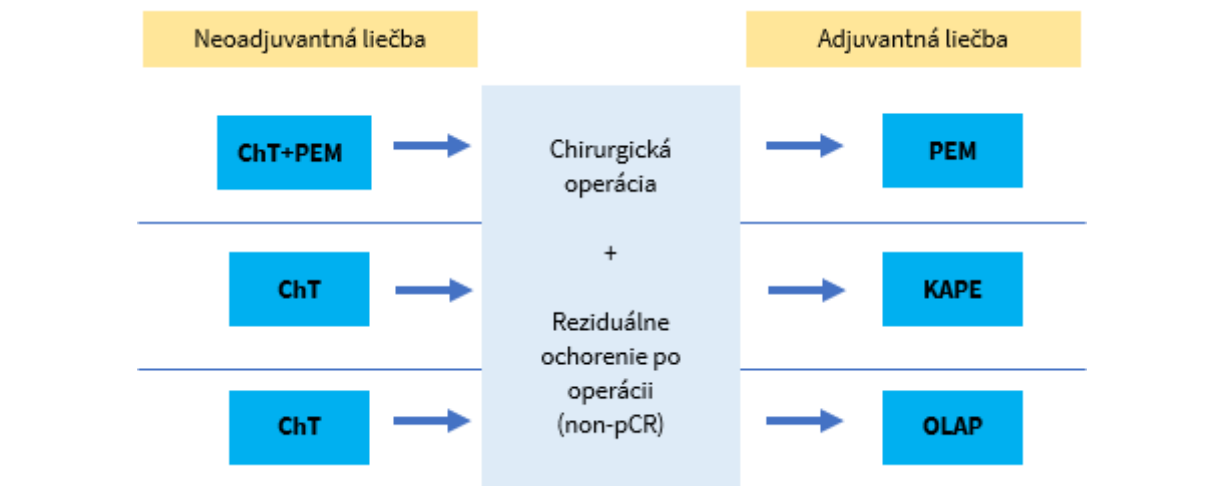 Neoadjuvantná liečba
Adjuvantná liečba
ChT+PEM
Chirurgická
operácia
PEM
ChT
+
KAPE
Reziduálne
ochorenie po
operácii
(non-pCR)
ChT
OLAP